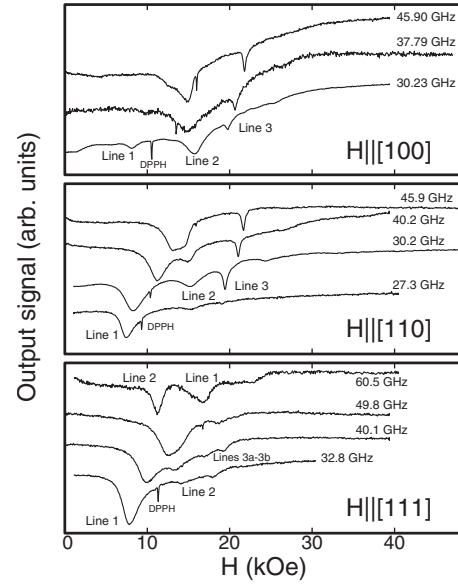 45.90 GHz
37.79 GHz
30.23 GHz
Line 1
DPPH
Line 2
Line 3
H||[100]
45.9 GHz
40.2 GHz
30.2 GHz
Line 2
Line 3
27.3 GHz
Line 1
DPPH
H||[110]
Line 2
Line 1
60.5 GHz
49.8 GHz
40.1 GHz
Lines 3a-3b
32.8 GHz
Line 1
DPPH
Line 2
H||[111]
0 10 20 30 40
H (kOe)
Output signal (arb. units)